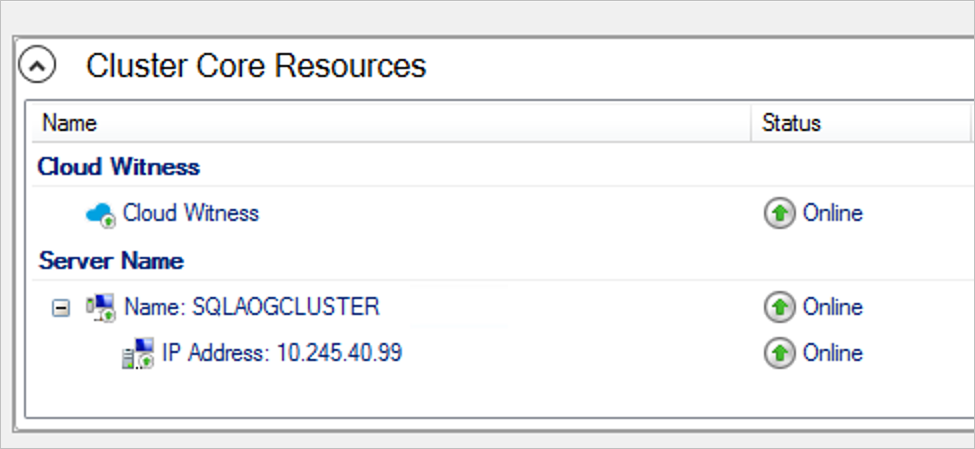 Cluster Core Resources
Name Status
Cloud Witness
Cloud Witness Online
Server Name
Name: SQLAOGCLUSTER Online
IP Address: 10.245.40.99 Online